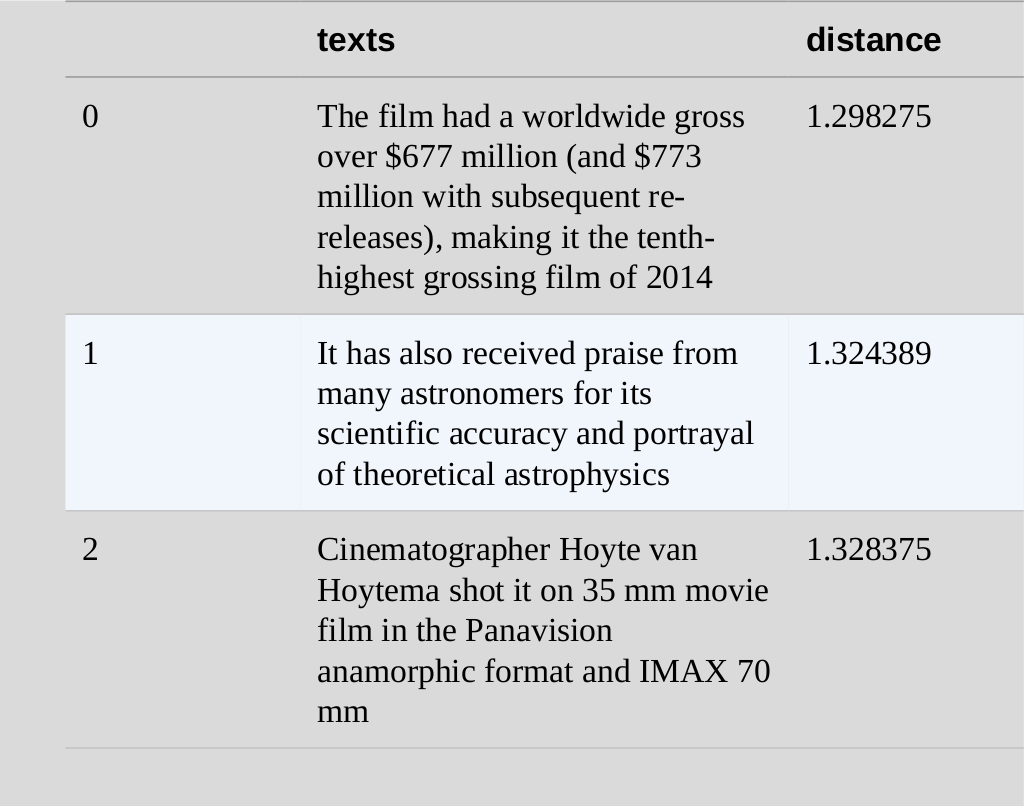 texts distance
0 The film had a worldwide gross 1.298275
over $677 million (and $773
million with subsequent re-
releases), making it the tenth-
highest grossing film of 2014
1 It has also received praise from 1.324389
many astronomers for its
scientific accuracy and portrayal
of theoretical astrophysics
2 Cinematographer Hoyte van 1.328375
Hoytema shot it on 35 mm movie
film in the Panavision
anamorphic format and IMAX 70
mm